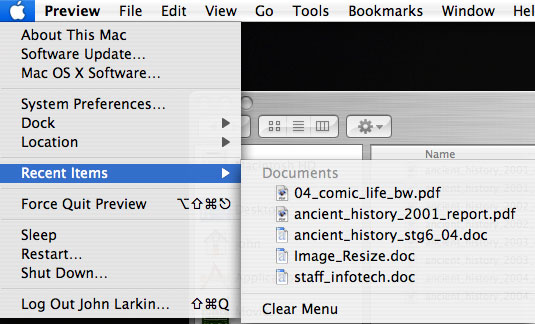 Preview File Edit View Go Tools Bookmarks Window Hel
About This Mac
Software Update...
Mac OS X Software...
System Preferences...
Dock
Location
Recent Items
Force Quit Preview ⌥⇧⌘⎋
Sleep
Restart...
Shut Down...
Log Out John Larkin... ⇧⌘Q
Name
Documents
04_comic_life_bw.pdf
ancient_history_2001_report.pdf
ancient_history_stg6_04.doc
Image_Resize.doc
staff_infotech.doc
Clear Menu